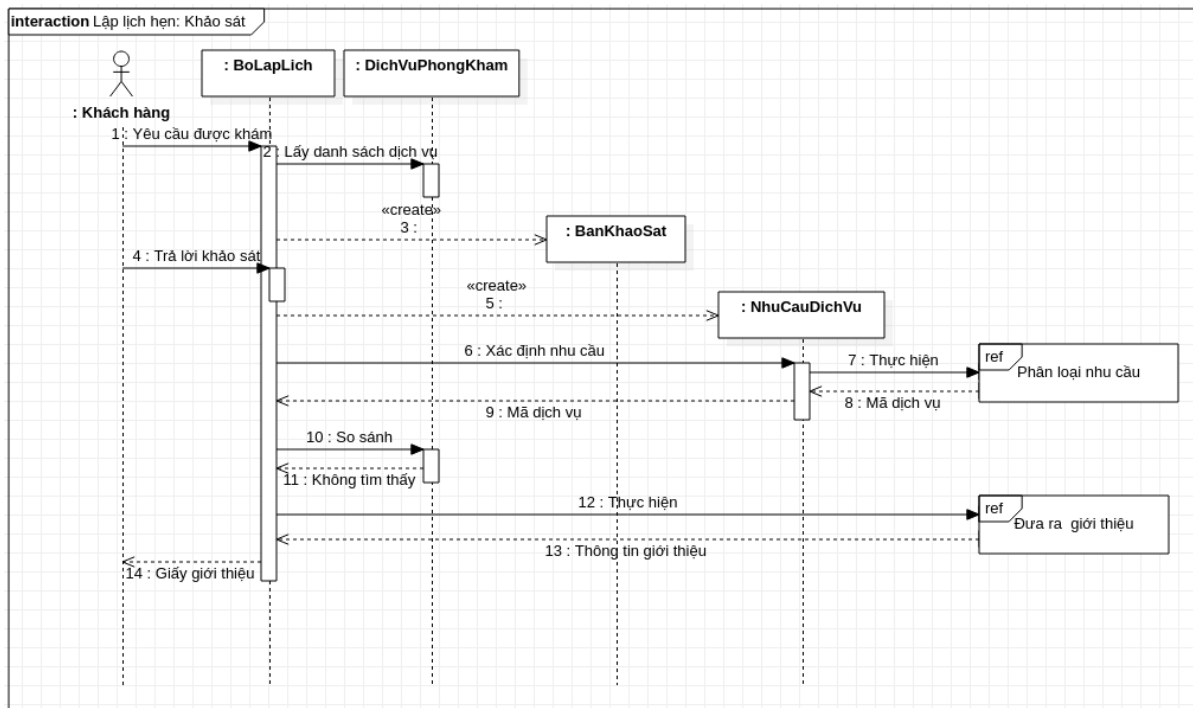 interaction Lập lịch hẹn: Khảo sát
: BoLapLich
: DichVuPhongKham
: Khách hàng
1 : Yêu cầu được khám
2 : Lấy danh sách dịch vụ
«create»
3 :
: BanKhaoSat
4 : Trả lời khảo sát
«create»
5 :
: NhuCauDichVu
6 : Xác định nhu cầu
7 : Thực hiện
ref
Phân loại nhu cầu
8 : Mã dịch vụ
9 : Mã dịch vụ
10 : So sánh
11 : Không tìm thấy
12 : Thực hiện
ref
Đưa ra giới thiệu
13 : Thông tin giới thiệu
14 : Giấy giới thiệu